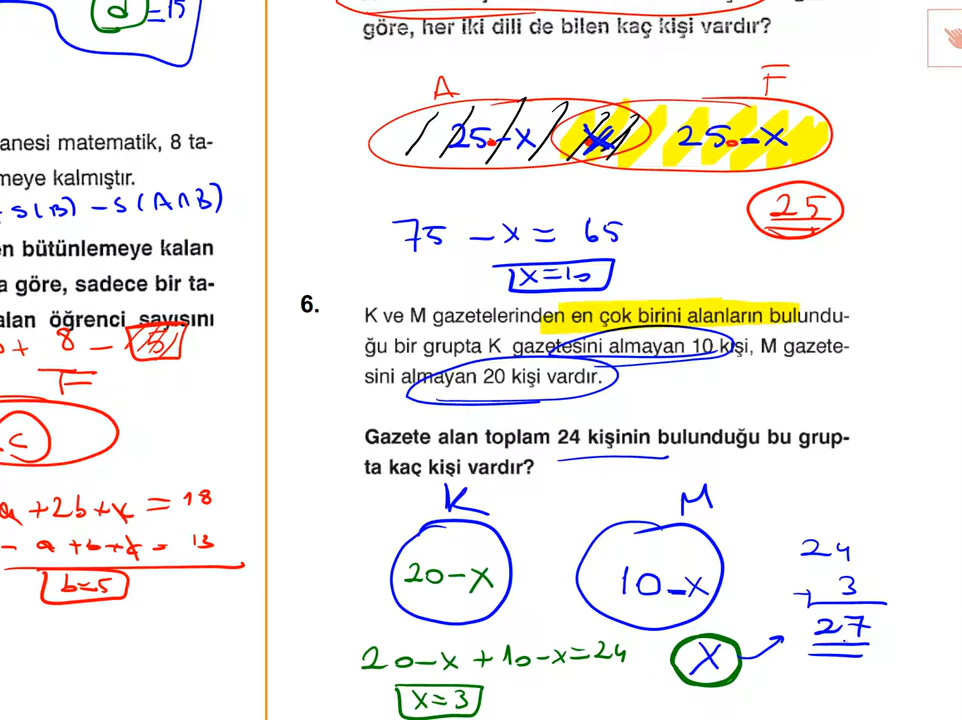 d =15
anesi matematik, 8 ta-
meye kalmıştır.
S(B) - S(A∩B)
en bütünlemeye kalan
a göre, sadece bir ta-
alan öğrenci sayısını
+ 8 -
F
c
a + 2b + x = 18
- a + b + x = 13
b=5
göre, her iki dili de bilen kaç kişi vardır?
A F
25-x x 25-x
25
75 - x = 65
x=10
6.
K ve M gazetelerinden en çok birini alanların bulundu-
ğu bir grupta K gazetesini almayan 10 kişi, M gazete-
sini almayan 20 kişi vardır.
Gazete alan toplam 24 kişinin bulunduğu bu grup-
ta kaç kişi vardır?
K M
20-x 10-x
x
20-x + 10-x = 24
x=3
24
+ 3
27